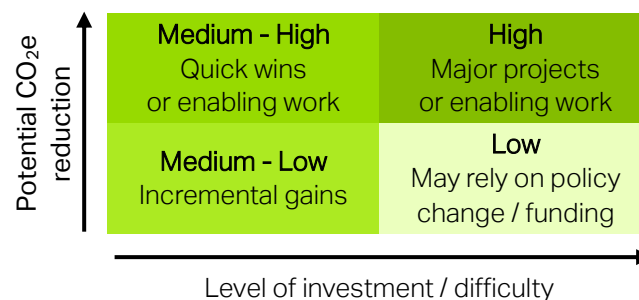 Potential CO₂e
reduction
Medium - High
Quick wins
or enabling work
High
Major projects
or enabling work
Medium - Low
Incremental gains
Low
May rely on policy
change / funding
Level of investment / difficulty